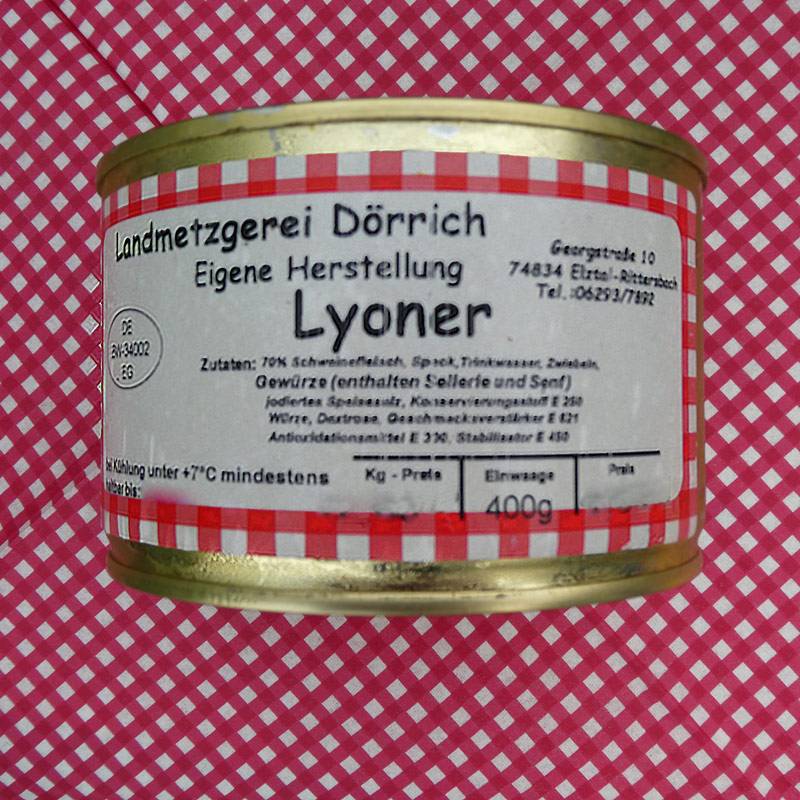 Landmetzgerei Dörrich
Eigene Herstellung
Lyoner
Georgstraße 10
74834 Elztal-Rittersbach
Tel.:06293/7892
DE
BW-34002
EG
Zutaten: 70% Schweinefleisch, Speck, Trinkwasser, Zwiebeln,
Gewürze (enthalten Sellerie und Senf)
jodiertes Speisesalz, Konservierungsstoff E 250
Würze, Dextrose, Geschmacksverstärker E 621
Antioxidationsmittel E 330, Stabilisator E 450
bei Kühlung unter +7°C mindestens
haltbar bis:
Kg - Preis Einwaage Preis
400g